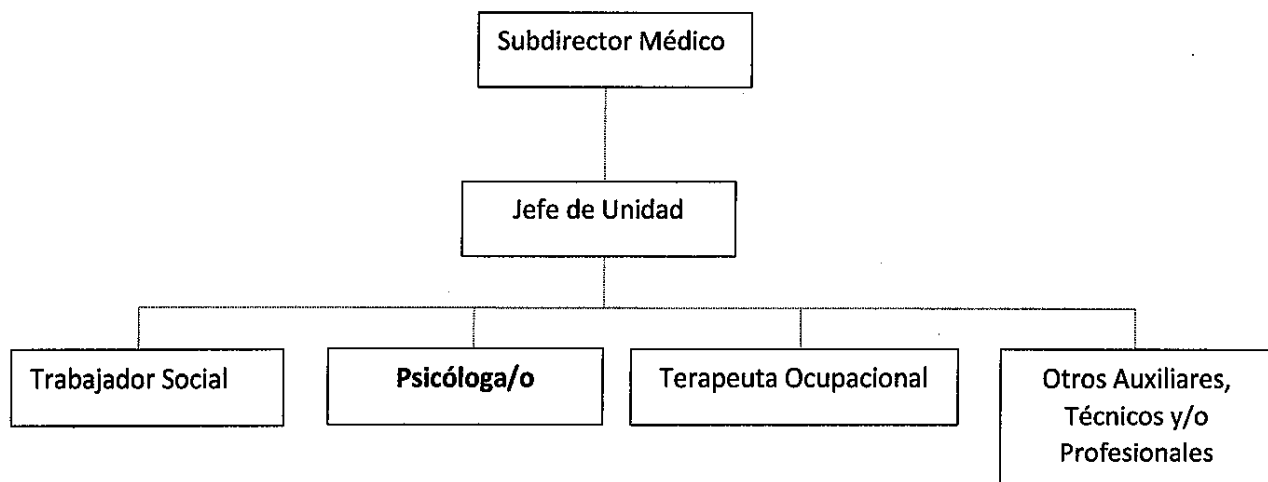 Subdirector Médico
Jefe de Unidad
Trabajador Social
Psicóloga/o
Terapeuta Ocupacional
Otros Auxiliares,
Técnicos y/o
Profesionales